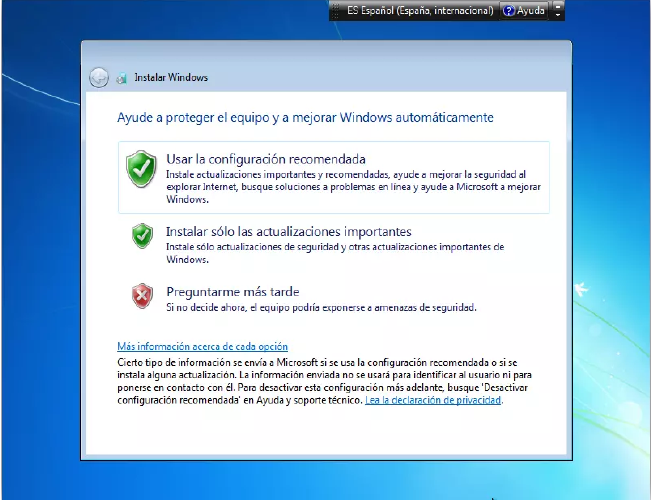 ES Español (España, internacional) Ayuda
Instalar Windows
Ayude a proteger el equipo y a mejorar Windows automáticamente
Usar la configuración recomendada
Instale actualizaciones importantes y recomendadas, ayude a mejorar la seguridad al
explorar Internet, busque soluciones a problemas en línea y ayude a Microsoft a mejorar
Windows.
Instalar sólo las actualizaciones importantes
Instale sólo actualizaciones de seguridad y otras actualizaciones importantes de
Windows.
Preguntarme más tarde
Si no decide ahora, el equipo podría exponerse a amenazas de seguridad.
Más información acerca de cada opción
Cierto tipo de información se envía a Microsoft si se usa la configuración recomendada o si se
instala alguna actualización. La información enviada no se usará para identificar al usuario ni para
ponerse en contacto con él. Para desactivar esta configuración más adelante, busque 'Desactivar
configuración recomendada' en Ayuda y soporte técnico. Lea la declaración de privacidad.